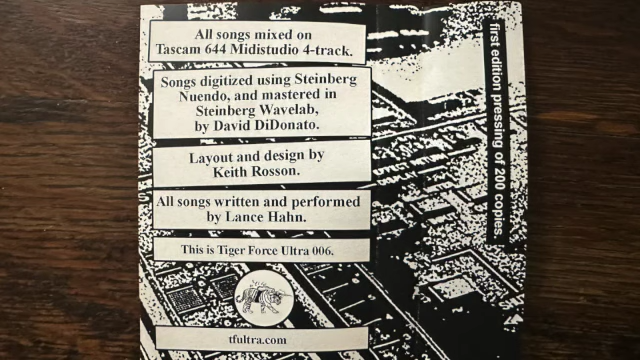 All songs mixed on
Tascam 644 Midistudio 4-track.
Songs digitized using Steinberg
Nuendo, and mastered in
Steinberg Wavelab,
by David DiDonato.
Layout and design by
Keith Rosson.
All songs written and performed
by Lance Hahn.
This is Tiger Force Ultra 006.
tfultra.com
first edition pressing of 200 copies.